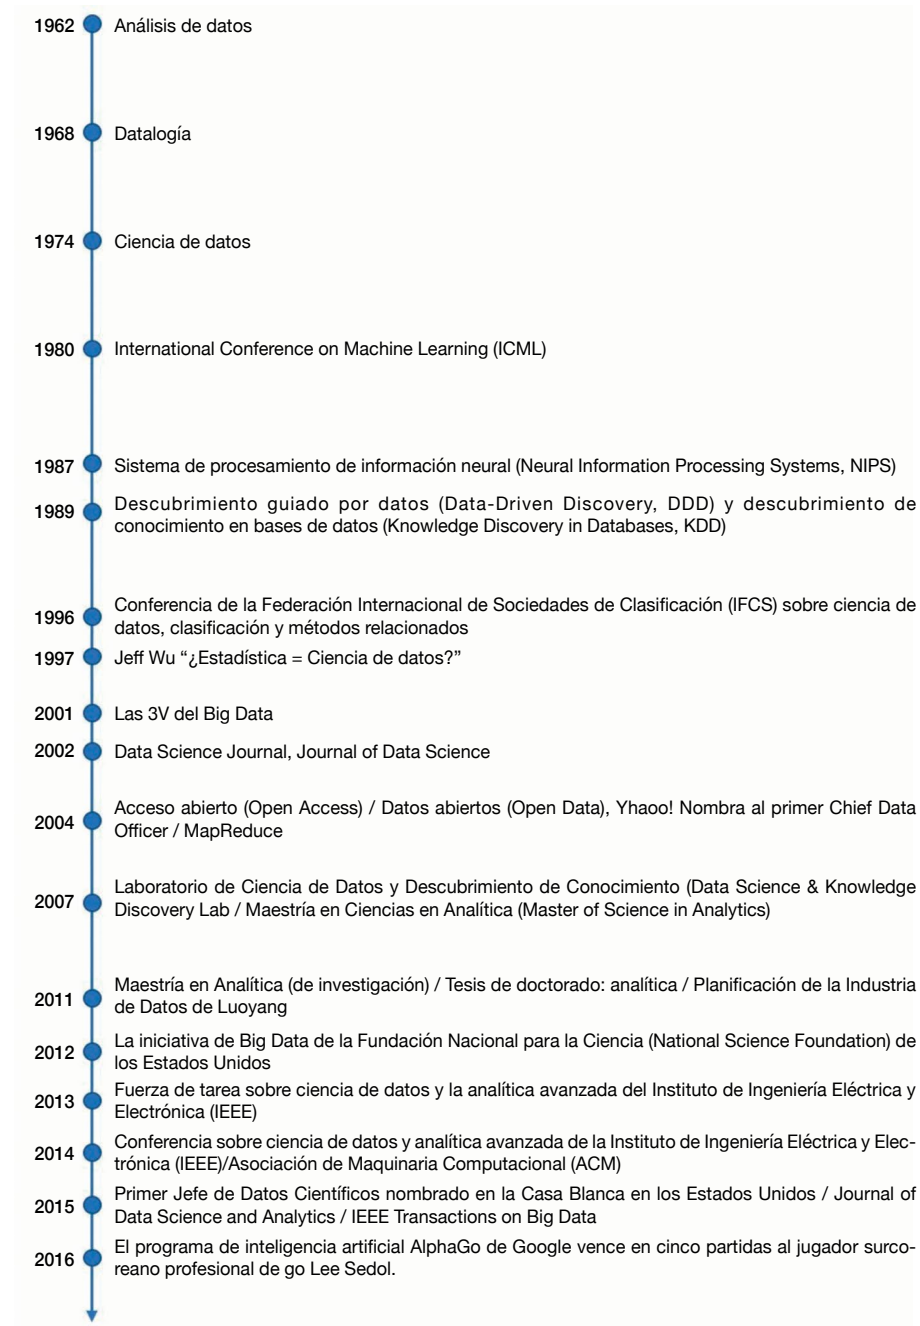 1962 Análisis de datos
1968 Datalogía
1974 Ciencia de datos
1980 International Conference on Machine Learning (ICML)
1987 Sistema de procesamiento de información neural (Neural Information Processing Systems, NIPS)
1989 Descubrimiento guiado por datos (Data-Driven Discovery, DDD) y descubrimiento de
conocimiento en bases de datos (Knowledge Discovery in Databases, KDD)
1996 Conferencia de la Federación Internacional de Sociedades de Clasificación (IFCS) sobre ciencia de
datos, clasificación y métodos relacionados
1997 Jeff Wu “¿Estadística = Ciencia de datos?”
2001 Las 3V del Big Data
2002 Data Science Journal, Journal of Data Science
2004 Acceso abierto (Open Access) / Datos abiertos (Open Data), Yhaoo! Nombra al primer Chief Data
Officer / MapReduce
2007 Laboratorio de Ciencia de Datos y Descubrimiento de Conocimiento (Data Science & Knowledge
Discovery Lab / Maestría en Ciencias en Analítica (Master of Science in Analytics)
2011 Maestría en Analítica (de investigación) / Tesis de doctorado: analítica / Planificación de la Industria
de Datos de Luoyang
2012 La iniciativa de Big Data de la Fundación Nacional para la Ciencia (National Science Foundation) de
los Estados Unidos
2013 Fuerza de tarea sobre ciencia de datos y la analítica avanzada del Instituto de Ingeniería Eléctrica y
Electrónica (IEEE)
2014 Conferencia sobre ciencia de datos y analítica avanzada de la Instituto de Ingeniería Eléctrica y Elec-
trónica (IEEE)/Asociación de Maquinaria Computacional (ACM)
2015 Primer Jefe de Datos Científicos nombrado en la Casa Blanca en los Estados Unidos / Journal of
Data Science and Analytics / IEEE Transactions on Big Data
2016 El programa de inteligencia artificial AlphaGo de Google vence en cinco partidas al jugador surco-
reano profesional de go Lee Sedol.